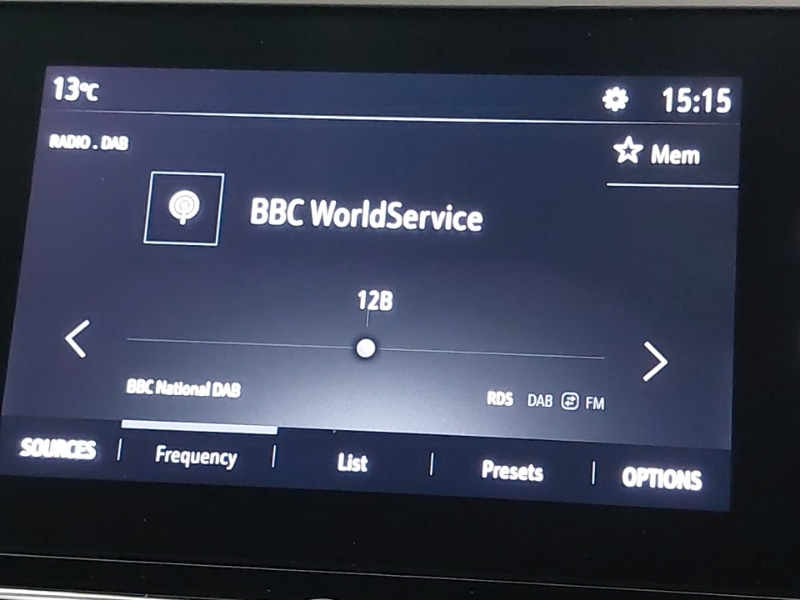 13°C 15:15
RADIO . DAB
Mem
BBC WorldService
12B
BBC National DAB
RDS DAB FM
SOURCES Frequency List Presets OPTIONS